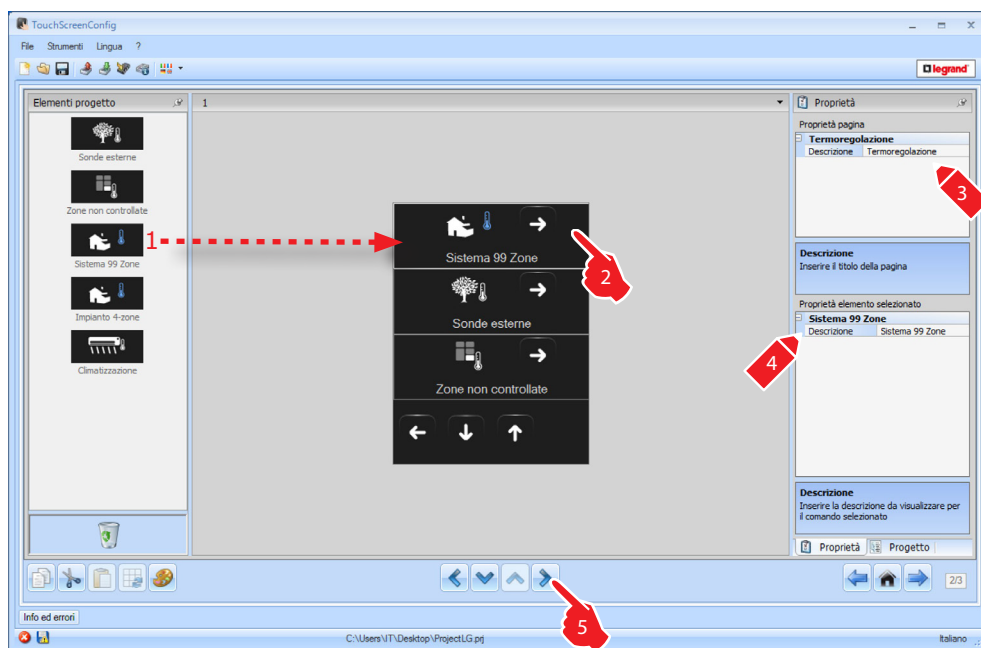 TouchScreenConfig
File Strumenti Lingua ?
legrand
Elementi progetto
1
Proprietà
Sonde esterne
Zone non controllate
1
Sistema 99 Zone
Impianto 4-zone
Climatizzazione
Sistema 99 Zone
2
Sonde esterne
Zone non controllate
Proprietà pagina
Termoregolazione
Descrizione Termoregolazione
3
Descrizione
Inserire il titolo della pagina
Proprietà elemento selezionato
Sistema 99 Zone
Descrizione Sistema 99 Zone
4
Descrizione
Inserire la descrizione da visualizzare per
il comando selezionato
Proprietà Progetto
2/3
5
Info ed errori
C:\Users\IT\Desktop\ProjectLG.prj
Italiano